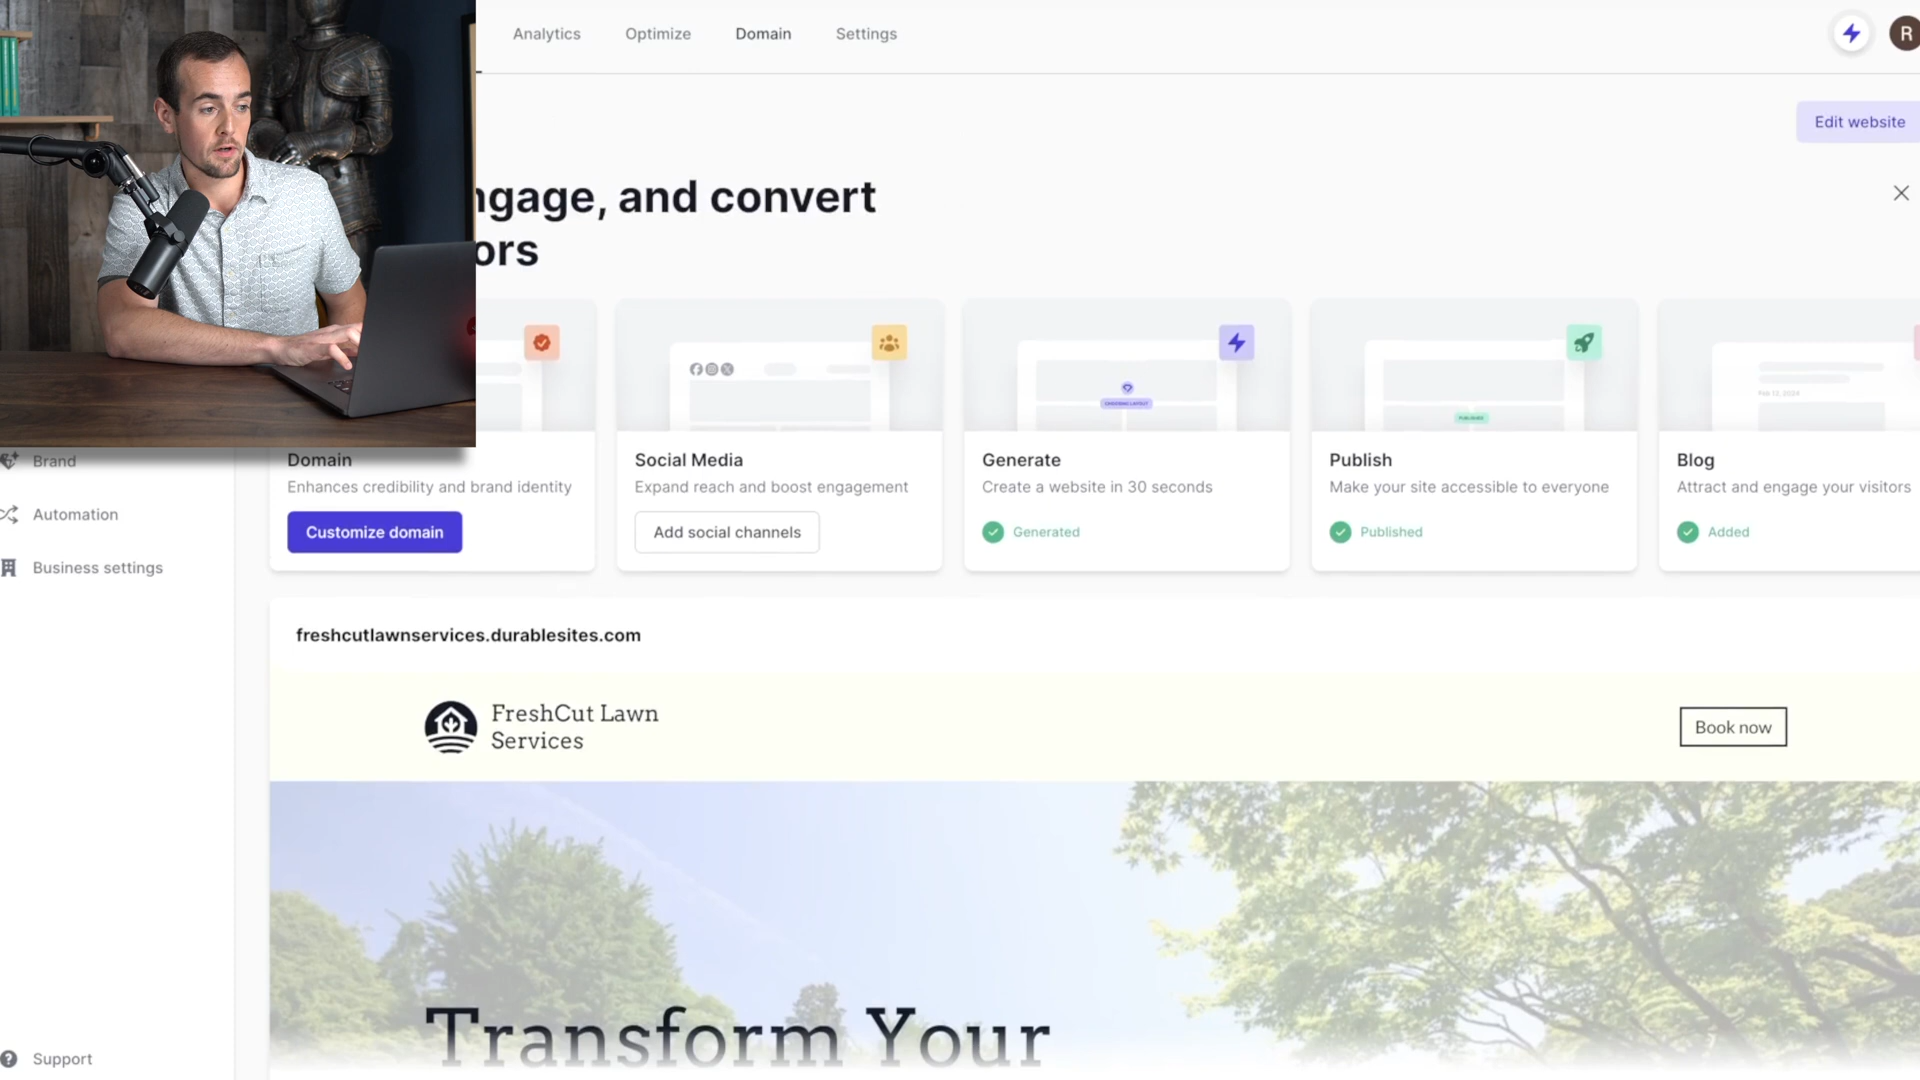 Analytics
Optimize
Domain
Settings
R
Edit website
ngage, and convert
ors
Feb 12, 2024
Domain
Enhances credibility and brand identity
Customize domain
Social Media
Expand reach and boost engagement
Add social channels
Generate
Create a website in 30 seconds
Generated
Publish
Make your site accessible to everyone
Published
Blog
Attract and engage your visitors
Added
Brand
Automation
Business settings
freshcutlawnservices.durablesites.com
FreshCut Lawn
Services
Book now
Transform Your
Support